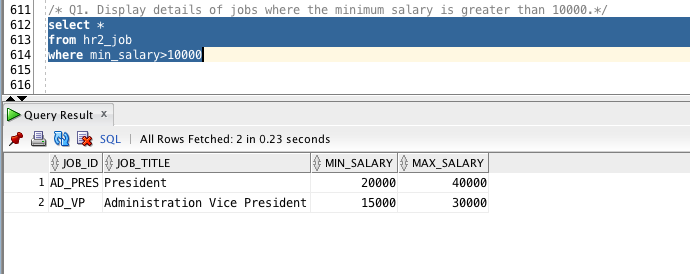 611 /* Q1. Display details of jobs where the minimum salary is greater than 10000.*/
612 select *
613 from hr2_job
614 where min_salary>10000
615
616
Query Result x
SQL | All Rows Fetched: 2 in 0.23 seconds
JOB_ID JOB_TITLE MIN_SALARY MAX_SALARY
1 AD_PRES President 20000 40000
2 AD_VP Administration Vice President 15000 30000